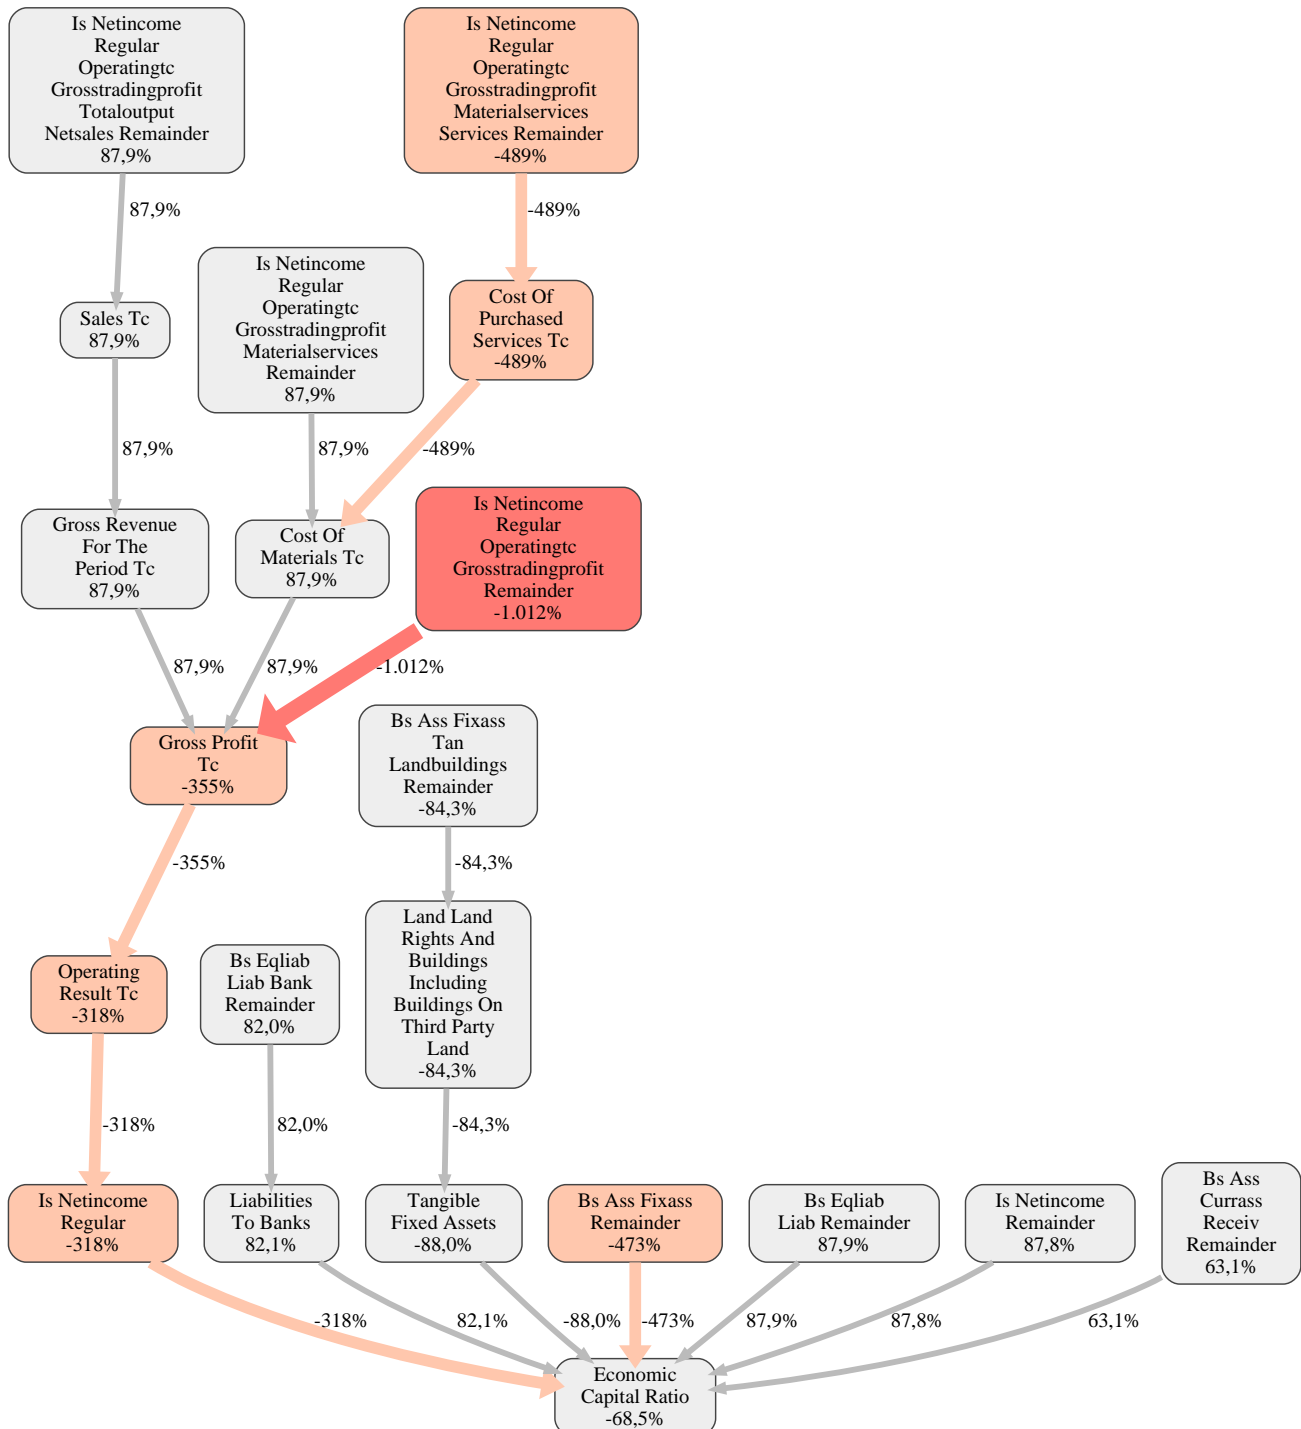 Is Netincome
Regular
Operatingtc
Grosstradingprofit
Totaloutput
Netsales Remainder
87,9%
Is Netincome
Regular
Operatingtc
Grosstradingprofit
Materialservices
Services Remainder
-489%
87,9%
-489%
Is Netincome
Regular
Operatingtc
Grosstradingprofit
Materialservices
Remainder
87,9%
Sales Tc
87,9%
Cost Of
Purchased
Services Tc
-489%
87,9%
87,9%
-489%
Gross Revenue
For The
Period Tc
87,9%
Cost Of
Materials Tc
87,9%
Is Netincome
Regular
Operatingtc
Grosstradingprofit
Remainder
-1.012%
87,9%
87,9%
-1.012%
Gross Profit
Tc
-355%
Bs Ass Fixass
Tan
Landbuildings
Remainder
-84,3%
-355%
-84,3%
Operating
Result Tc
-318%
Bs Eqliab
Liab Bank
Remainder
82,0%
Land Land
Rights And
Buildings
Including
Buildings On
Third Party
Land
-84,3%
-318%
82,0%
-84,3%
Is Netincome
Regular
-318%
Liabilities
To Banks
82,1%
Tangible
Fixed Assets
-88,0%
Bs Ass Fixass
Remainder
-473%
Bs Eqliab
Liab Remainder
87,9%
Is Netincome
Remainder
87,8%
Bs Ass
Currass
Receiv
Remainder
63,1%
-318%
82,1%
-88,0%
-473%
87,9%
87,8%
63,1%
Economic
Capital Ratio
-68,5%